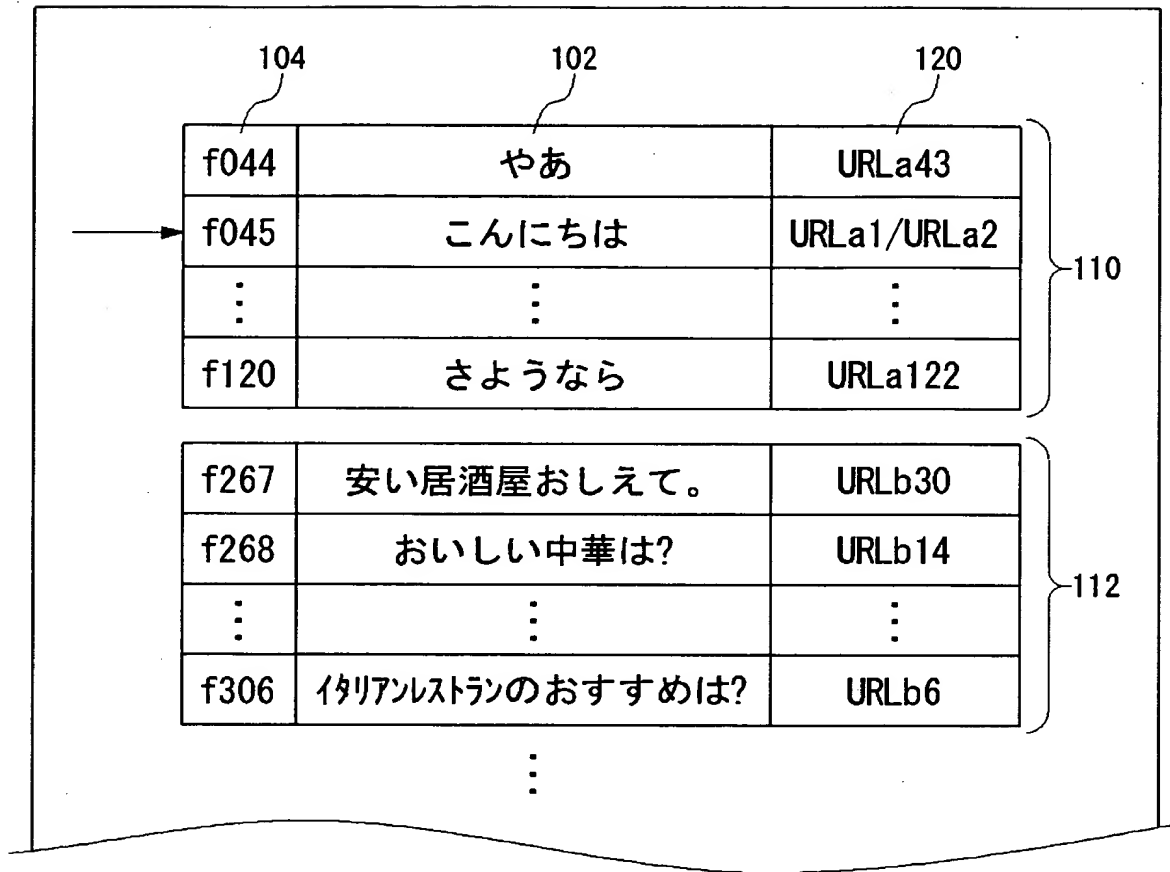 104 102 120
f044 やあ URLa43
f045 こんにちは URLa1/URLa2
⋮ ⋮ ⋮
110
f120 さようなら URLa122
f267 安い居酒屋おしえて。 URLb30
f268 おいしい中華は? URLb14
⋮ ⋮ ⋮
112
f306 イタリアンレストランのおすすめは? URLb6
⋮